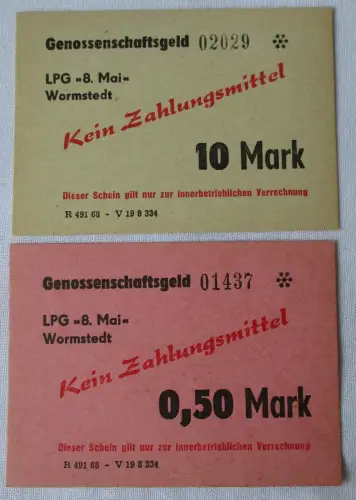 Genossenschaftsgeld 02029
LPG »8. Mai«
Wormstedt
Kein Zahlungsmittel
10 Mark
Dieser Schein gilt nur zur innerbetrieblichen Verrechnung
R 491 68 - V 19 8 334
Genossenschaftsgeld 01437
LPG »8. Mai«
Wormstedt
Kein Zahlungsmittel
0,50 Mark
Dieser Schein gilt nur zur innerbetrieblichen Verrechnung
R 491 68 - V 19 8 334